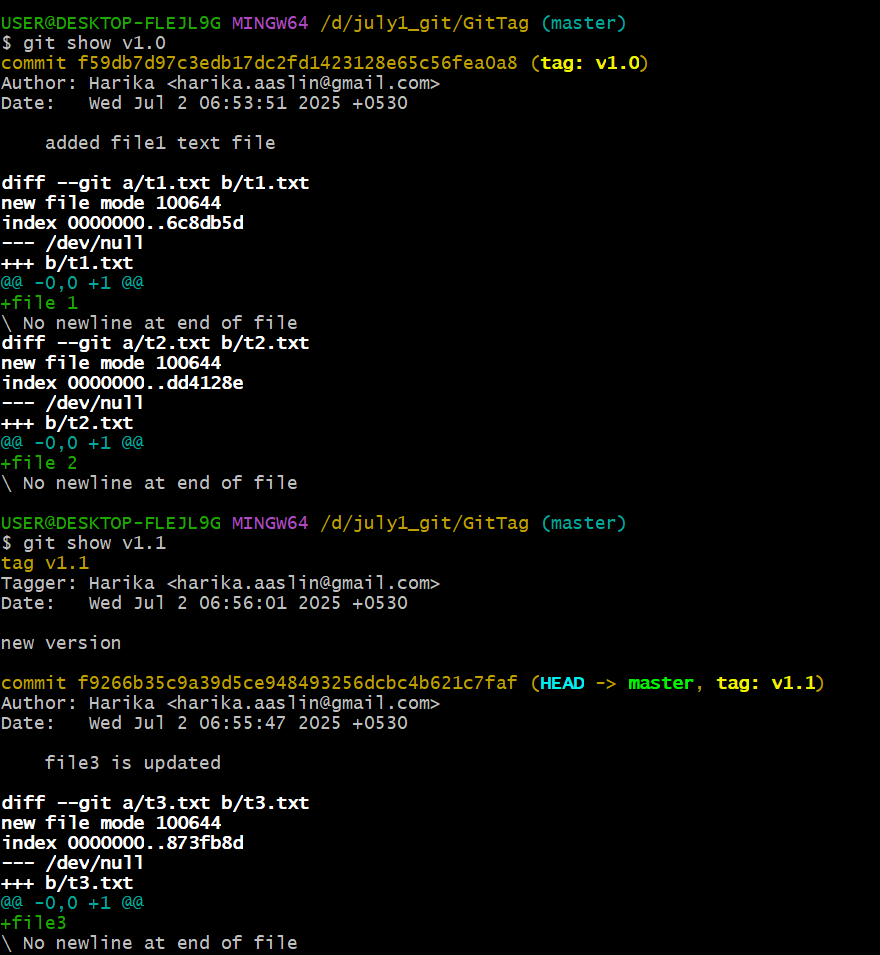 USER@DESKTOP-FLEJL9G MINGW64 /d/july1_git/GitTag (master)
$ git show v1.0
commit f59db7d97c3edb17dc2fd1423128e65c56fea0a8 (tag: v1.0)
Author: Harika <harika.aaslin@gmail.com>
Date:   Wed Jul 2 06:53:51 2025 +0530

    added file1 text file

diff --git a/t1.txt b/t1.txt
new file mode 100644
index 0000000..6c8db5d
--- /dev/null
+++ b/t1.txt
@@ -0,0 +1 @@
+file 1
\ No newline at end of file
diff --git a/t2.txt b/t2.txt
new file mode 100644
index 0000000..dd4128e
--- /dev/null
+++ b/t2.txt
@@ -0,0 +1 @@
+file 2
\ No newline at end of file

USER@DESKTOP-FLEJL9G MINGW64 /d/july1_git/GitTag (master)
$ git show v1.1
tag v1.1
Tagger: Harika <harika.aaslin@gmail.com>
Date:   Wed Jul 2 06:56:01 2025 +0530

new version

commit f9266b35c9a39d5ce948493256dcbc4b621c7faf (HEAD -> master, tag: v1.1)
Author: Harika <harika.aaslin@gmail.com>
Date:   Wed Jul 2 06:55:47 2025 +0530

    file3 is updated

diff --git a/t3.txt b/t3.txt
new file mode 100644
index 0000000..873fb8d
--- /dev/null
+++ b/t3.txt
@@ -0,0 +1 @@
+file3
\ No newline at end of file